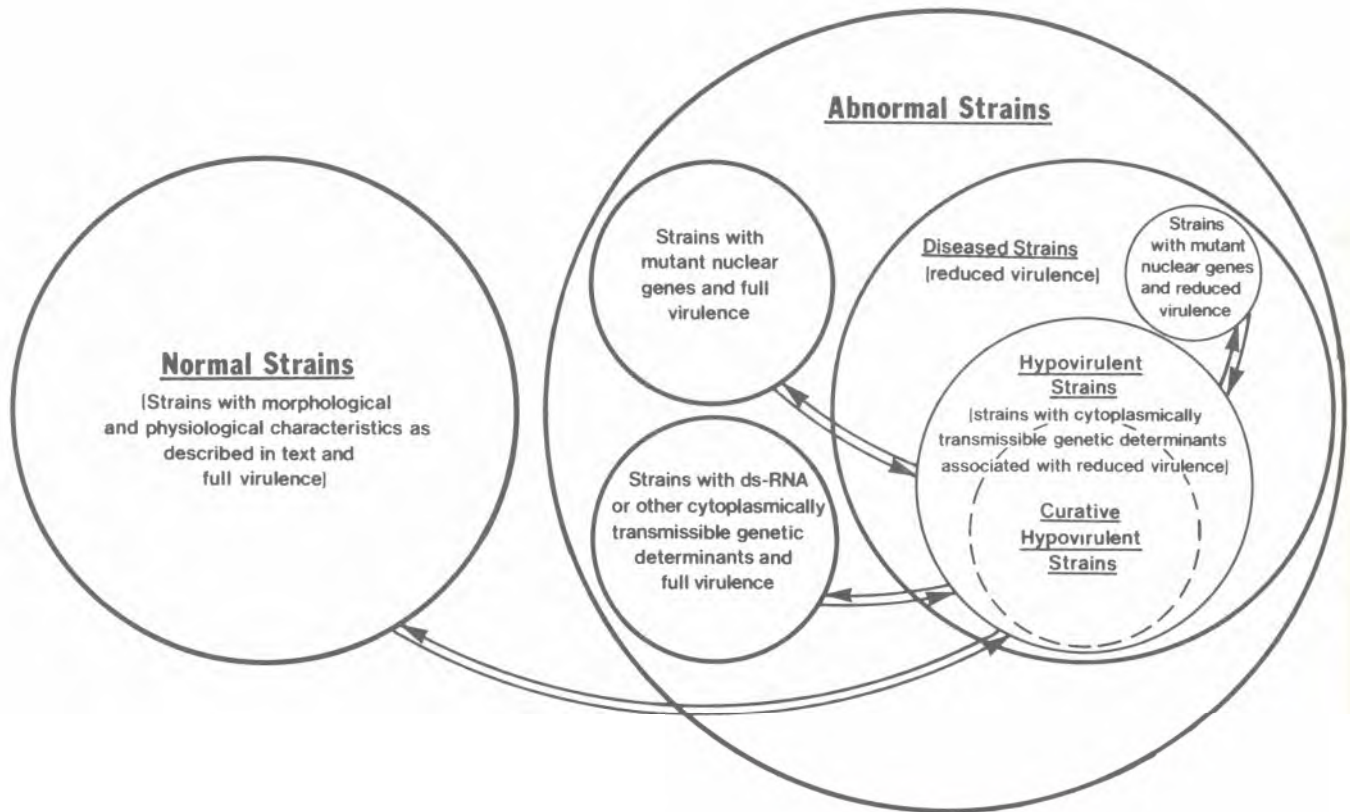 Abnormal Strains
Normal Strains
(Strains with morphological
and physiological characteristics as
described in text and
full virulence)
Strains with
mutant nuclear
genes and full
virulence
Strains with ds-RNA
or other cytoplasmically
transmissible genetic
determinants and
full virulence
Diseased Strains
(reduced virulence)
Strains
with mutant
nuclear genes
and reduced
virulence
Hypovirulent
Strains
(strains with cytoplasmically
transmissible genetic determinants
associated with reduced virulence)
Curative
Hypovirulent
Strains